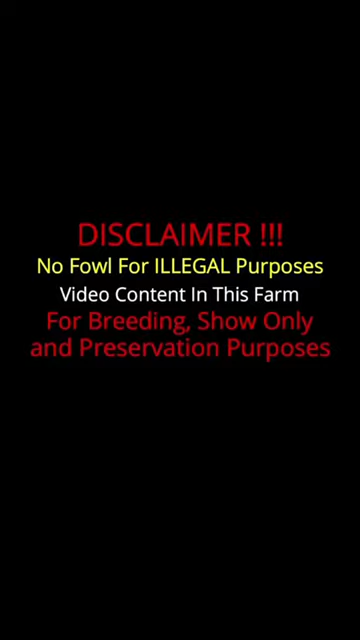 DISCLAIMER !!!
No Fowl For ILLEGAL Purposes
Video Content In This Farm
For Breeding, Show Only
and Preservation Purposes